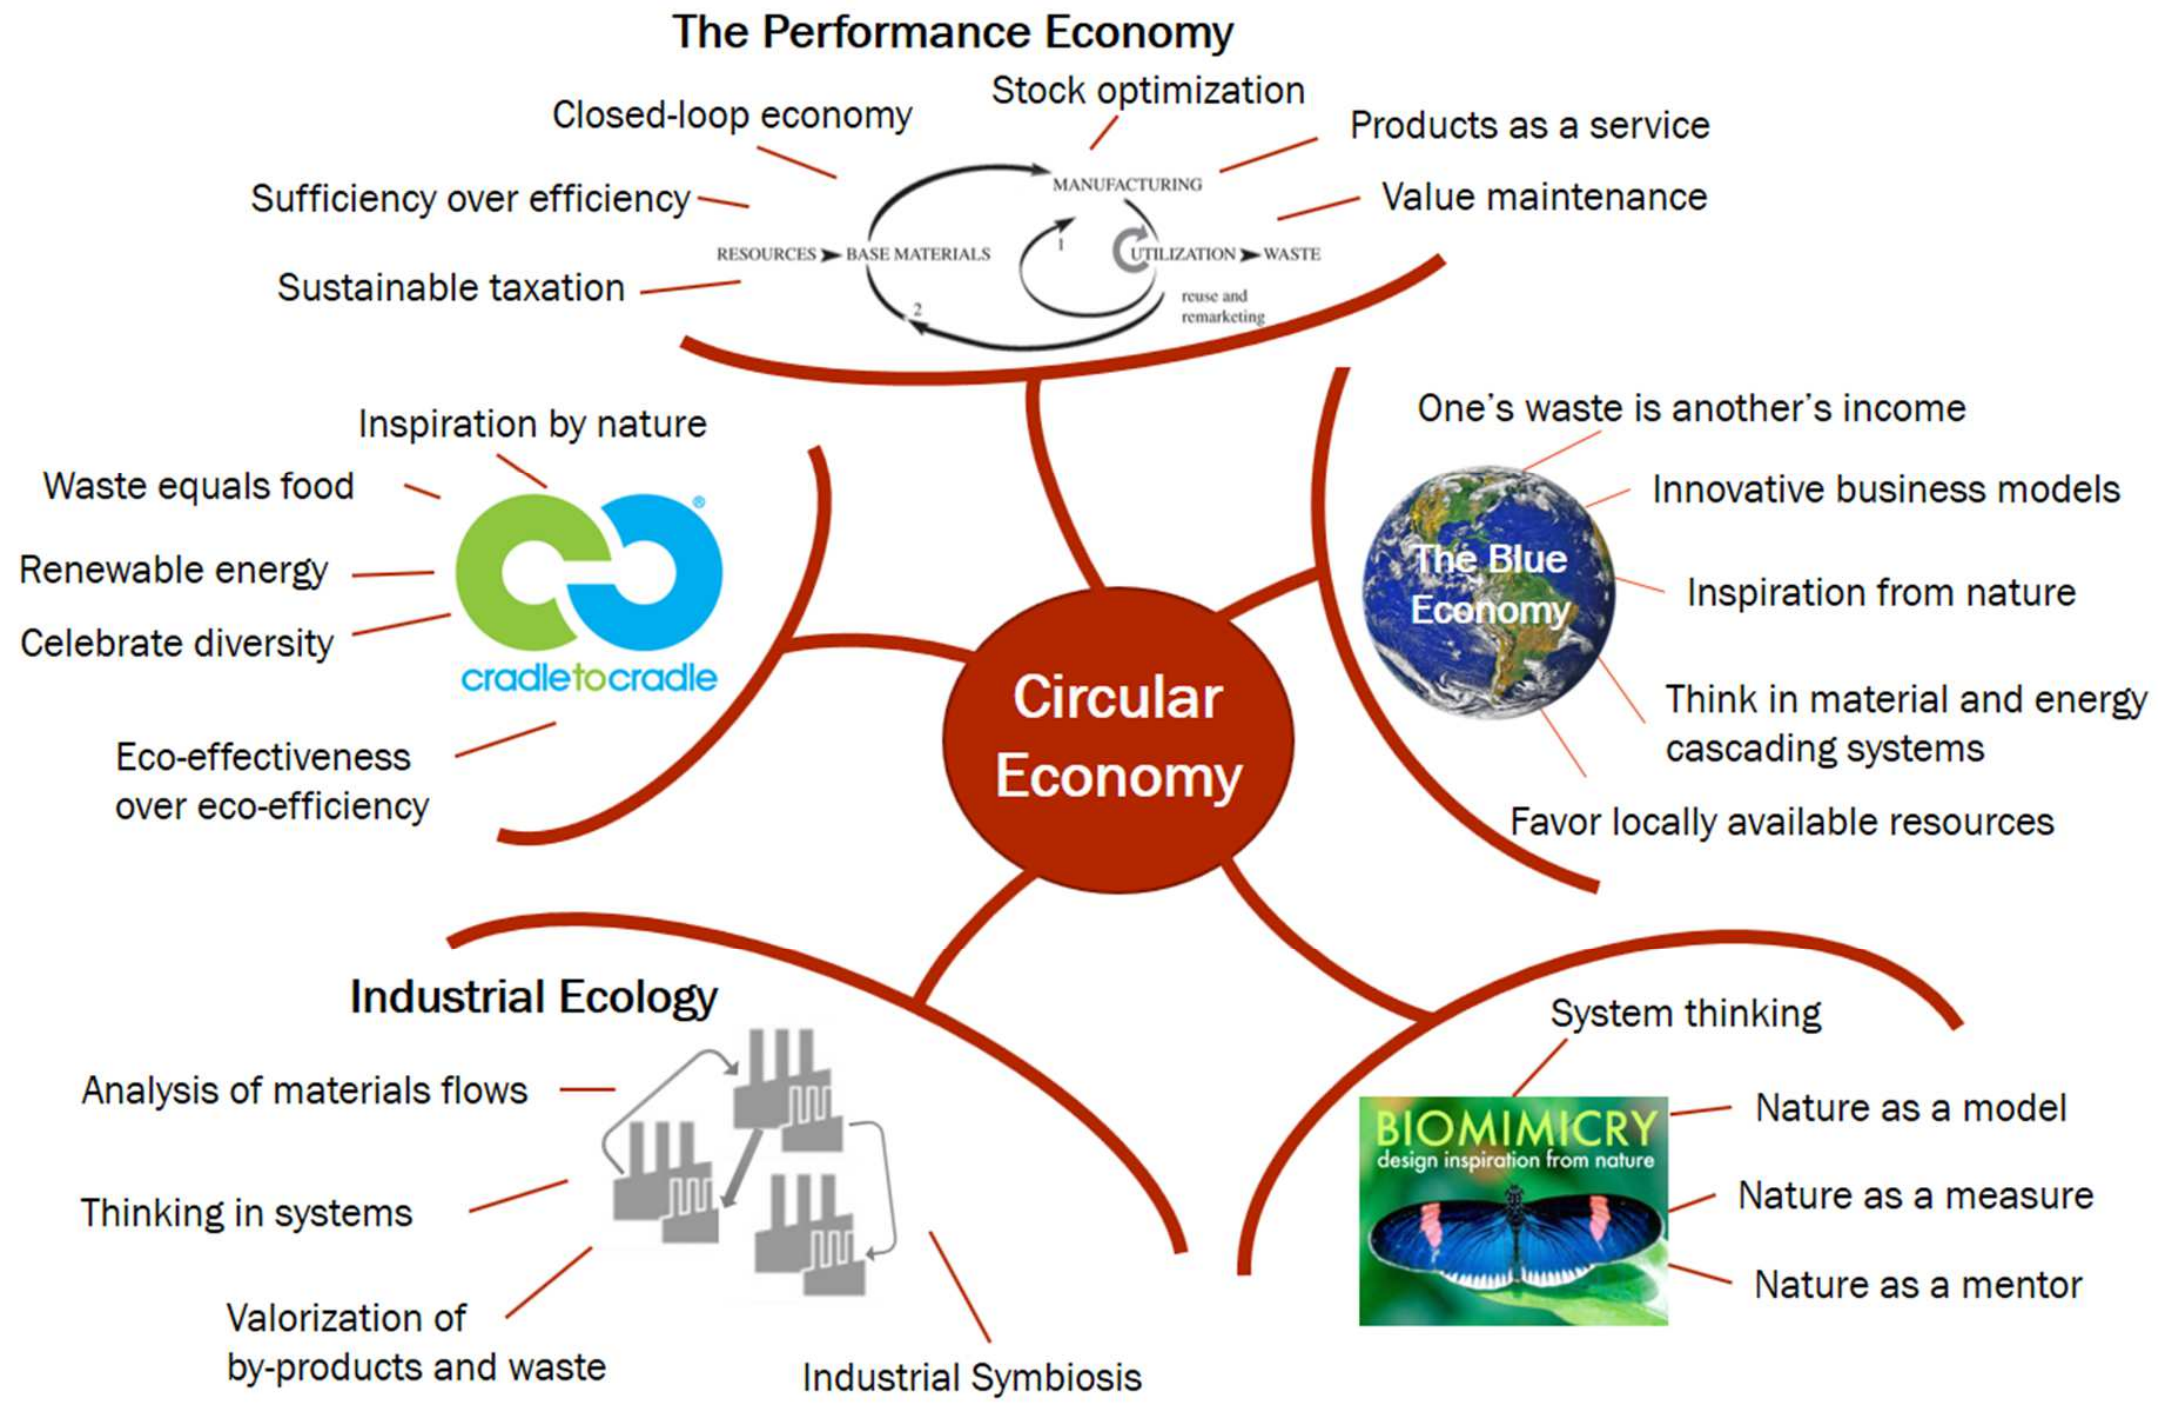 The Performance Economy
Stock optimization
Closed-loop economy
Products as a service
Sufficiency over efficiency
Value maintenance
Sustainable taxation
MANUFACTURING
1
RESOURCES
BASE MATERIALS
UTILIZATION
WASTE
reuse and
remarketing
2
Inspiration by nature
Waste equals food
Renewable energy
Celebrate diversity
®
cradletocradle
Eco-effectiveness
over eco-efficiency
One's waste is another's income
Innovative business models
The Blue
Economy
Inspiration from nature
Think in material and energy
cascading systems
Favor locally available resources
Circular
Economy
Industrial Ecology
Analysis of materials flows
Thinking in systems
Valorization of
by-products and waste
Industrial Symbiosis
System thinking
BIOMIMICRY
design inspiration from nature
Nature as a model
Nature as a measure
Nature as a mentor